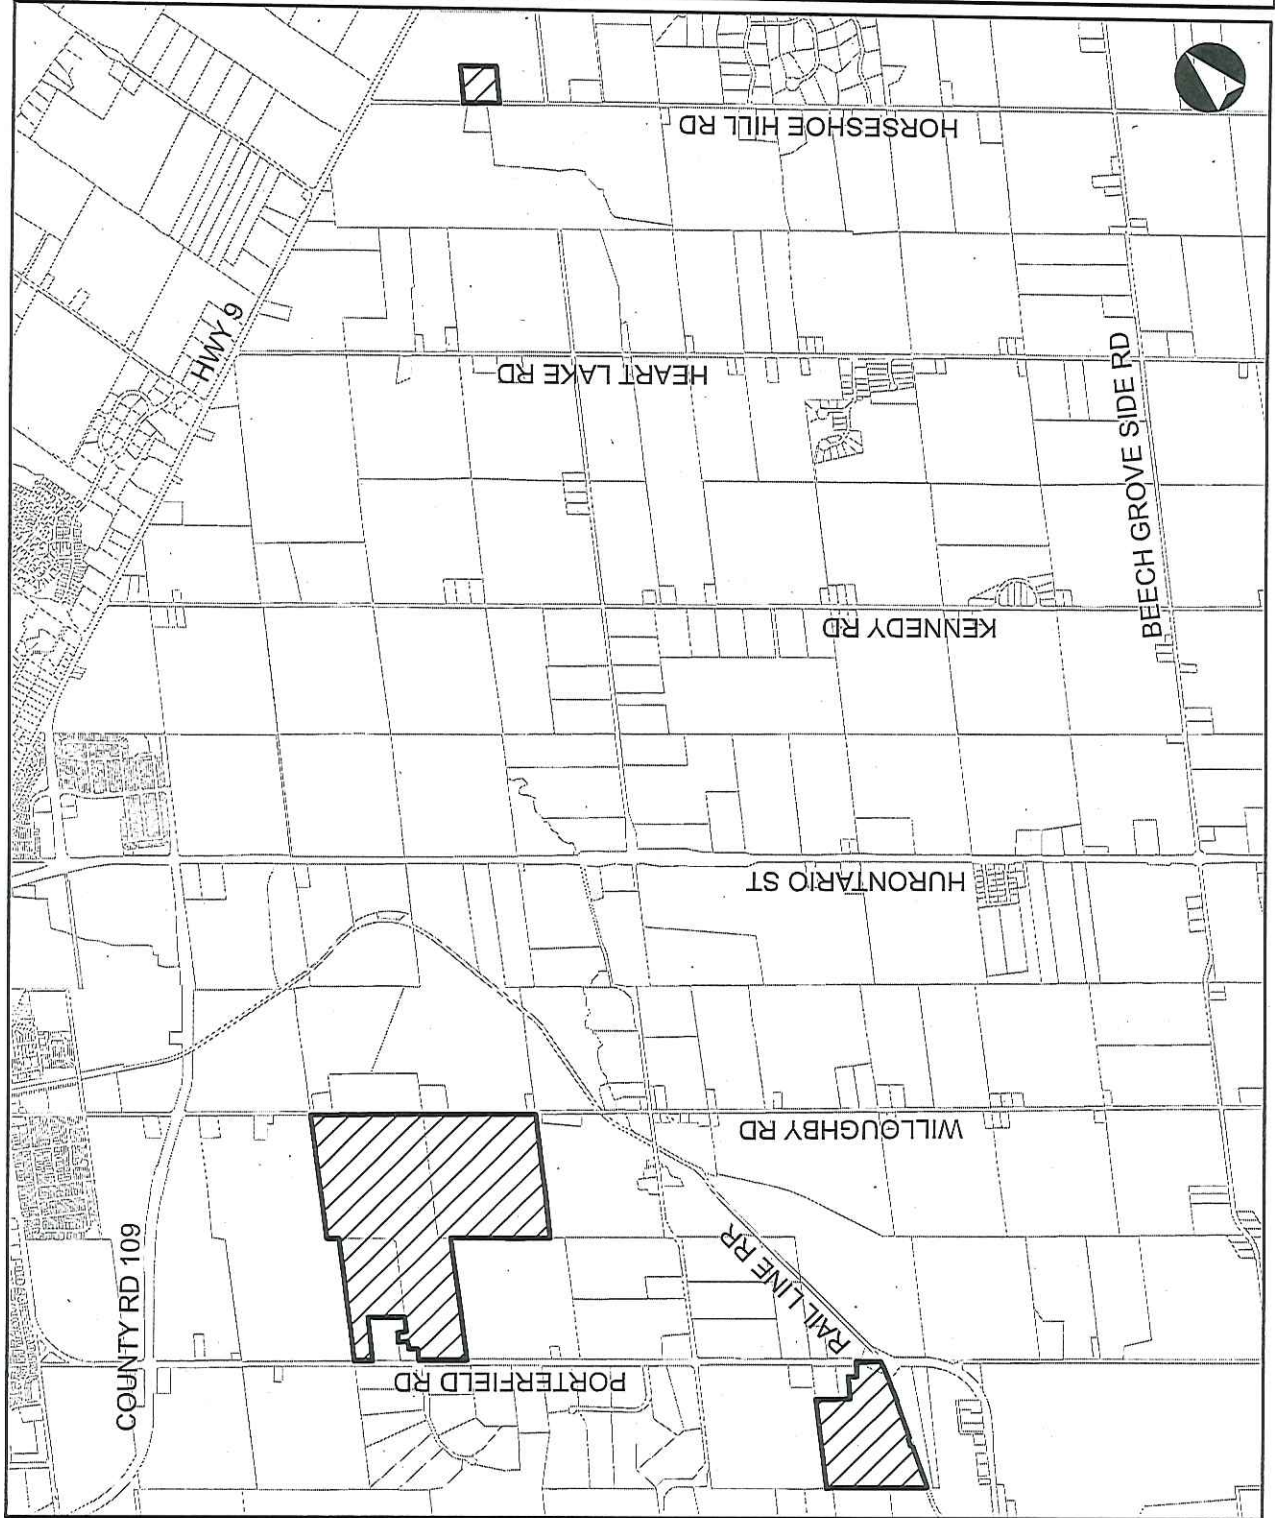 HORSESHOE HILL RD
HWY 9
HEART LAKE RD
BEECH GROVE SIDE RD
KENNEDY RD
HURONTARIO ST
WILLOUGHBY RD
RAIL LINE RR
COUNTY RD 109
PORTERFIELD RD